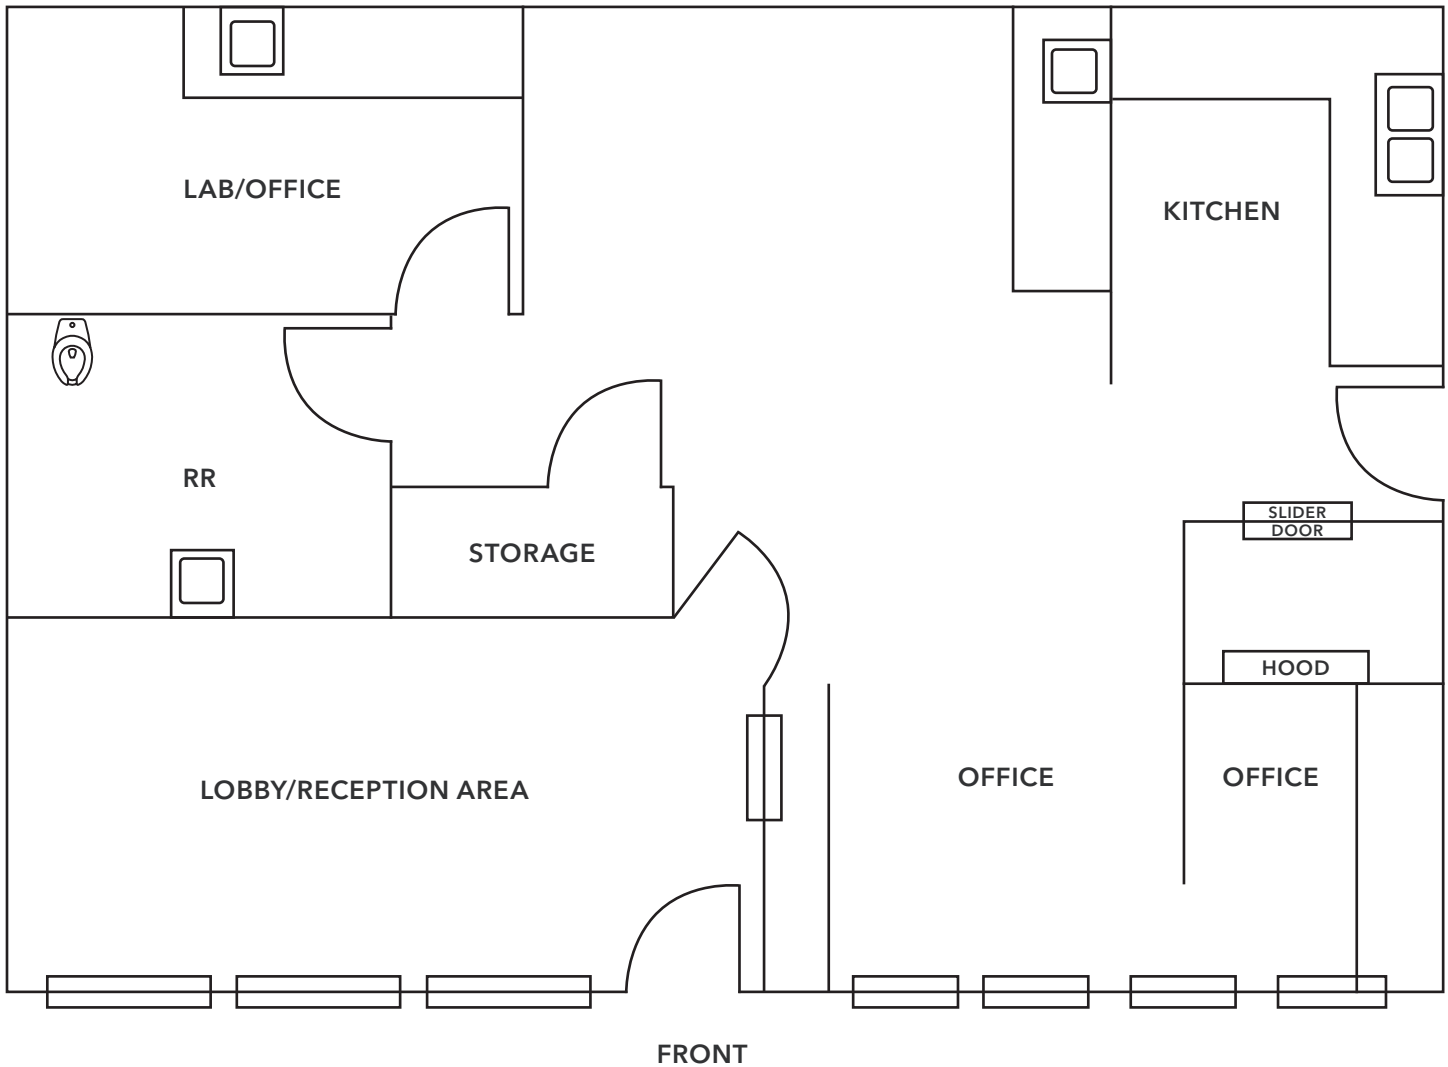 LAB/OFFICE
KITCHEN
RR
STORAGE
SLIDER
DOOR
HOOD
LOBBY/RECEPTION AREA
OFFICE
OFFICE
FRONT